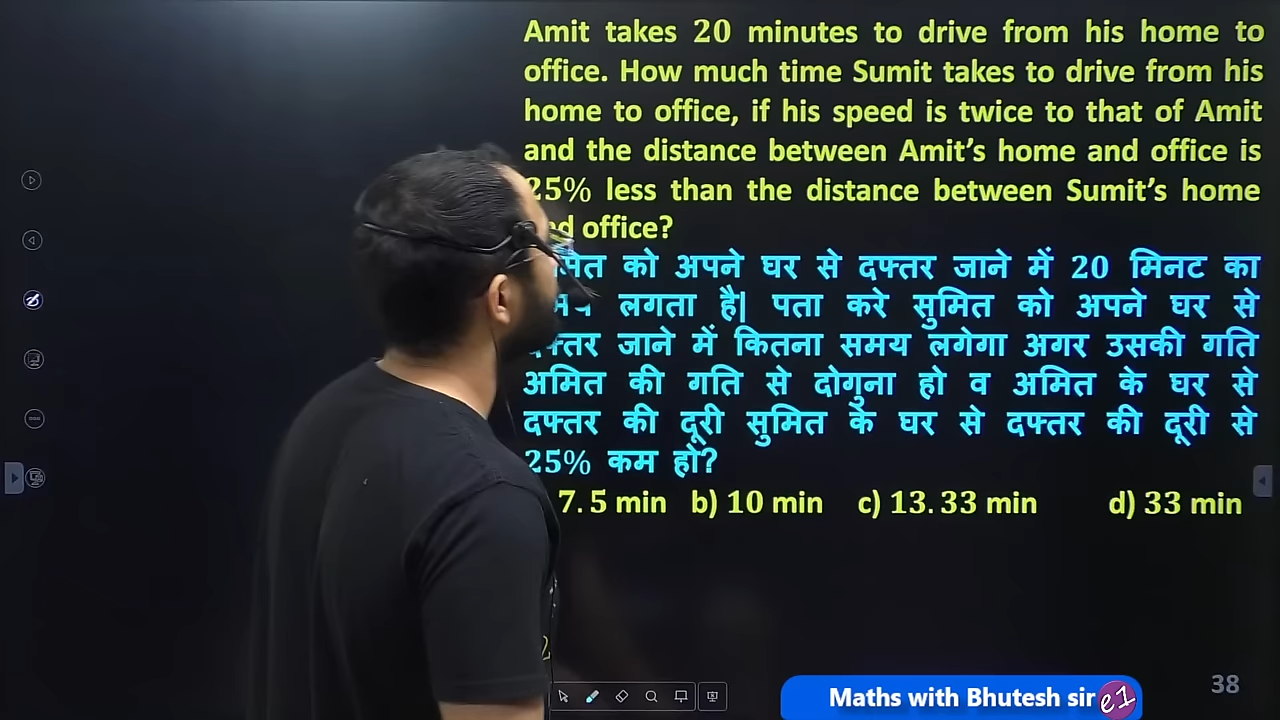 Amit takes 20 minutes to drive from his home to
office. How much time Sumit takes to drive from his
home to office, if his speed is twice to that of Amit
and the distance between Amit’s home and office is
25% less than the distance between Sumit’s home
office?
को अपने घर से दफ्तर जाने में 20 मिनट का
लगता है| पता करे सुमित को अपने घर से
जाने में कितना समय लगेगा अगर उसकी गति
अमित की गति से दोगुना हो व अमित के घर से
दफ्तर की दूरी सुमित के घर से दफ्तर की दूरी से
25% कम हो?
7.5 min b) 10 min c) 13.33 min d) 33 min
Maths with Bhutesh sir e1
38